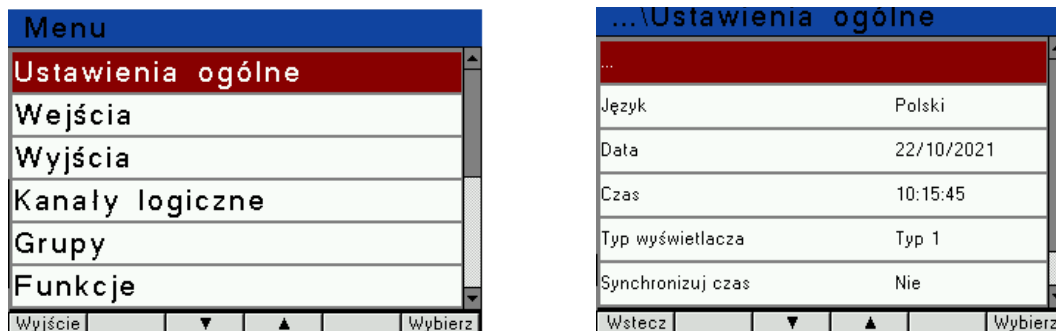 Menu
Ustawienia ogólne
Wejścia
Wyjścia
Kanały logiczne
Grupy
Funkcje
Wyjście ▼ ▲ Wybierz
...\Ustawienia ogólne
...
Język Polski
Data 22/10/2021
Czas 10:15:45
Typ wyświetlacza Typ 1
Synchronizuj czas Nie
Wstecz ▼ ▲ Wybierz